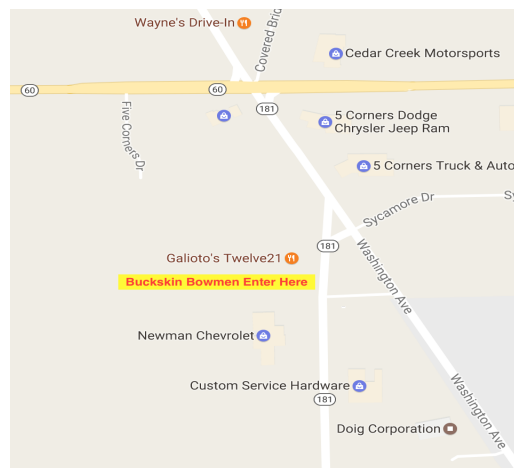 Wayne's Drive-In
Covered Brid
Cedar Creek Motorsports
60
60
181
Five Corners Dr
5 Corners Dodge
Chrysler Jeep Ram
5 Corners Truck & Auto
Sycamore Dr
Sy
181
Washington Ave
Galioto's Twelve21
Buckskin Bowmen Enter Here
Newman Chevrolet
Custom Service Hardware
181
Washington Ave
Doig Corporation